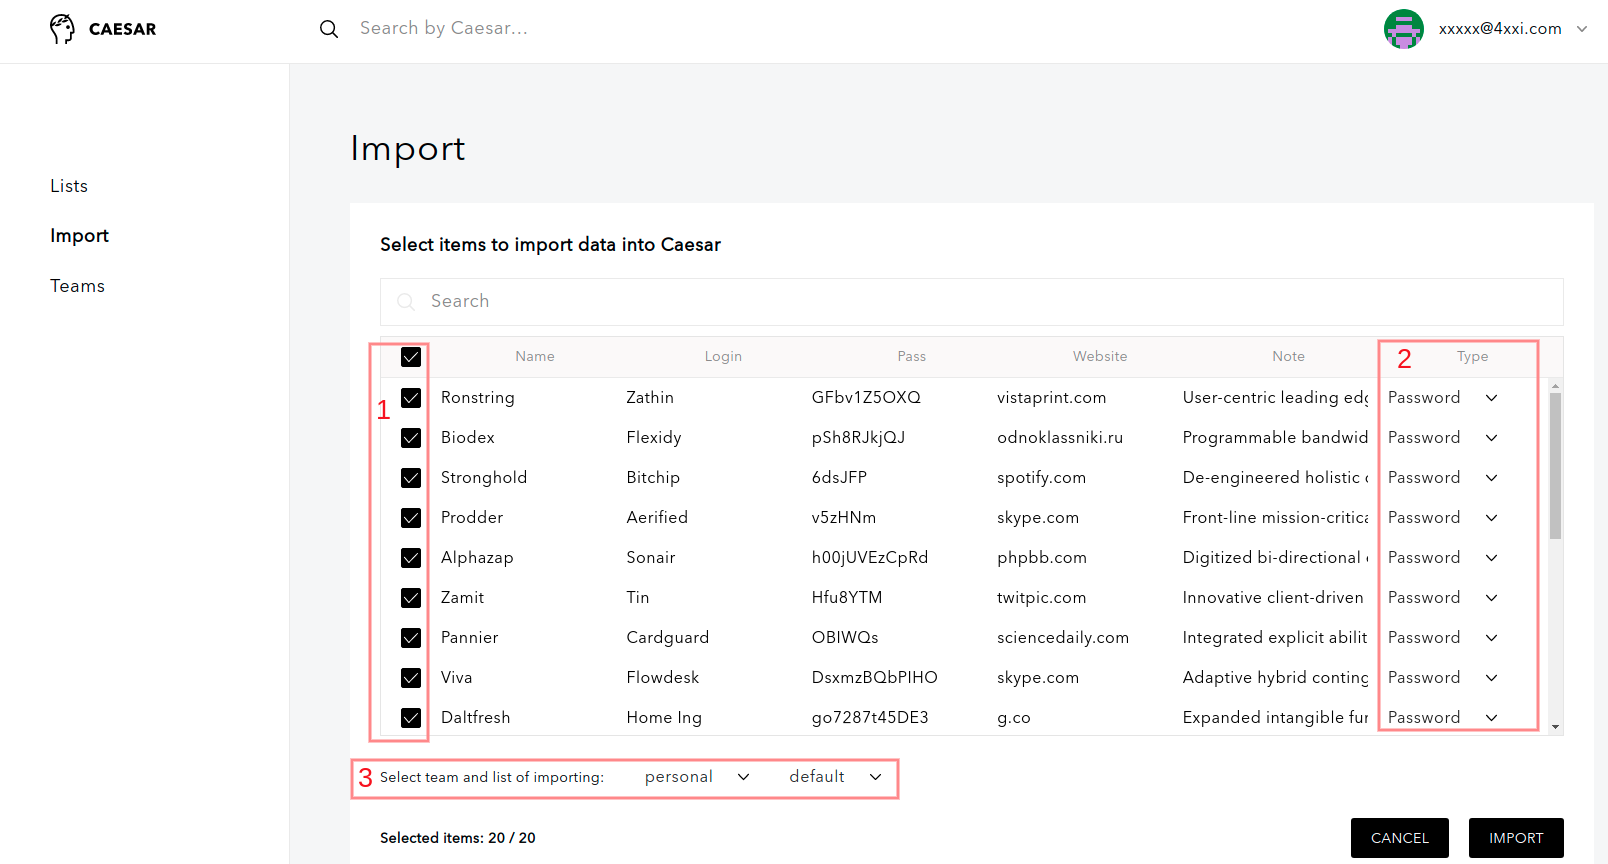 CAESAR
Search by Caesar...
xxxxx@4xxi.com
Import
Lists
Import
Teams
Select items to import data into Caesar
Search
Name Login Pass Website Note 2 Type
1
Ronstring Zathin GFbv1Z5OXQ vistaprint.com User-centric leading edg Password
Biodex Flexidy pSh8RJkjQJ odnoklassniki.ru Programmable bandwid Password
Stronghold Bitchip 6dsJFP spotify.com De-engineered holistic Password
Prodder Aerified v5zHNm skype.com Front-line mission-critica Password
Alphazap Sonair h00jUVEzCpRd phpbb.com Digitized bi-directional Password
Zamit Tin Hfu8YTM twitpic.com Innovative client-driven Password
Pannier Cardguard OBIWQs sciencedaily.com Integrated explicit abilit Password
Viva Flowdesk DsxmzBQbPIHO skype.com Adaptive hybrid conting Password
Daltfresh Home Ing go7287t45DE3 g.co Expanded intangible fur Password
3 Select team and list of importing: personal default
Selected items: 20 / 20
CANCEL IMPORT